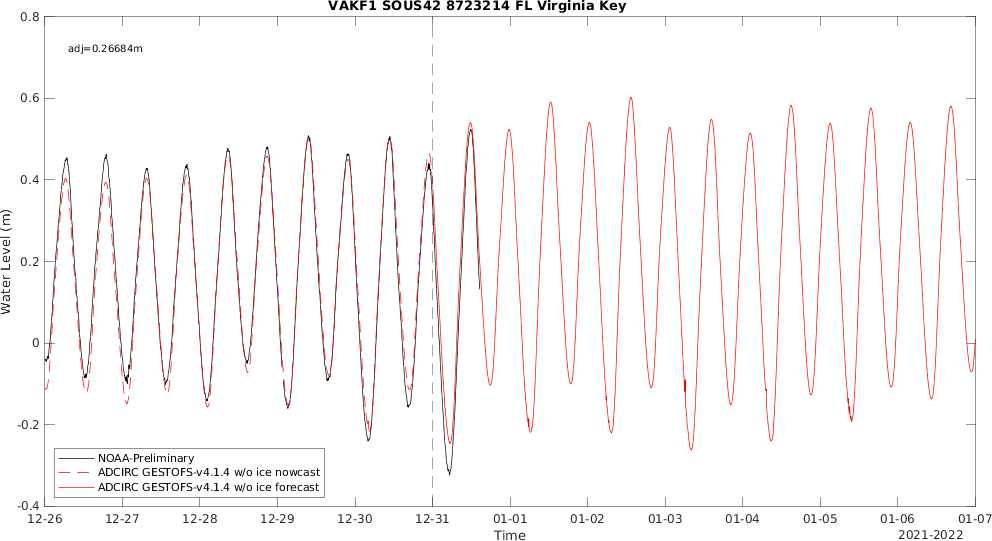 VAKF1 SOUS42 8723214 FL Virginia Key
0.8
adj=0.26684m
0.6
0.4
0.2
0
-0.2
-0.4
Water Level (m)
NOAA-Preliminary
ADCIRC GESTOFS-v4.1.4 w/o ice nowcast
ADCIRC GESTOFS-v4.1.4 w/o ice forecast
12-26 12-27 12-28 12-29 12-30 12-31 01-01 01-02 01-03 01-04 01-05 01-06 01-07
Time
2021-2022